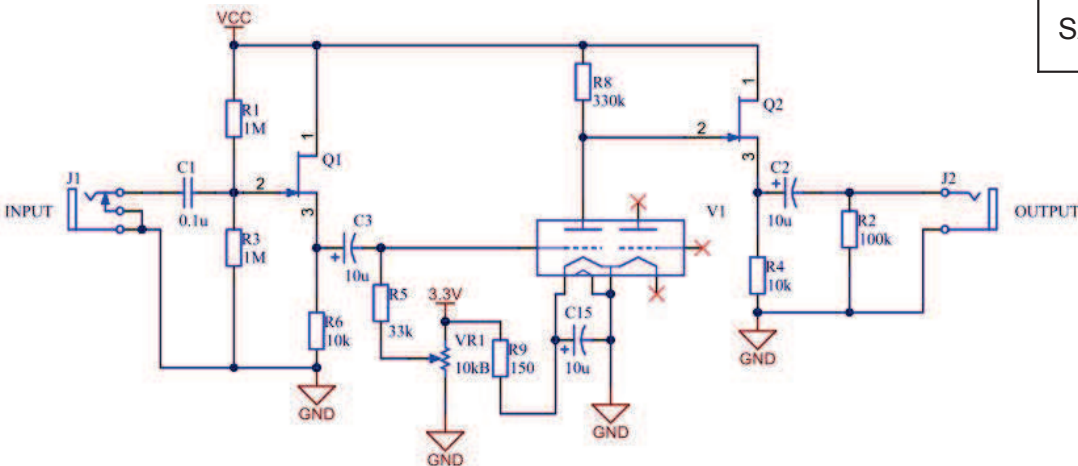 S
VCC
R1
1M
1
Q1
2
3
J1
INPUT
C1
0.1u
R3
1M
C3
10u
R6
10k
GND
R5
33k
3.3V
VR1
10kB
GND
R9
150
C15
10u
GND
R8
330k
V1
1
Q2
2
3
C2
10u
R4
10k
GND
R2
100k
J2
OUTPUT